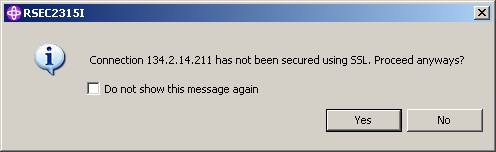 RSEC2315I
Connection 134.2.14.211 has not been secured using SSL. Proceed anyways?
Do not show this message again
Yes No